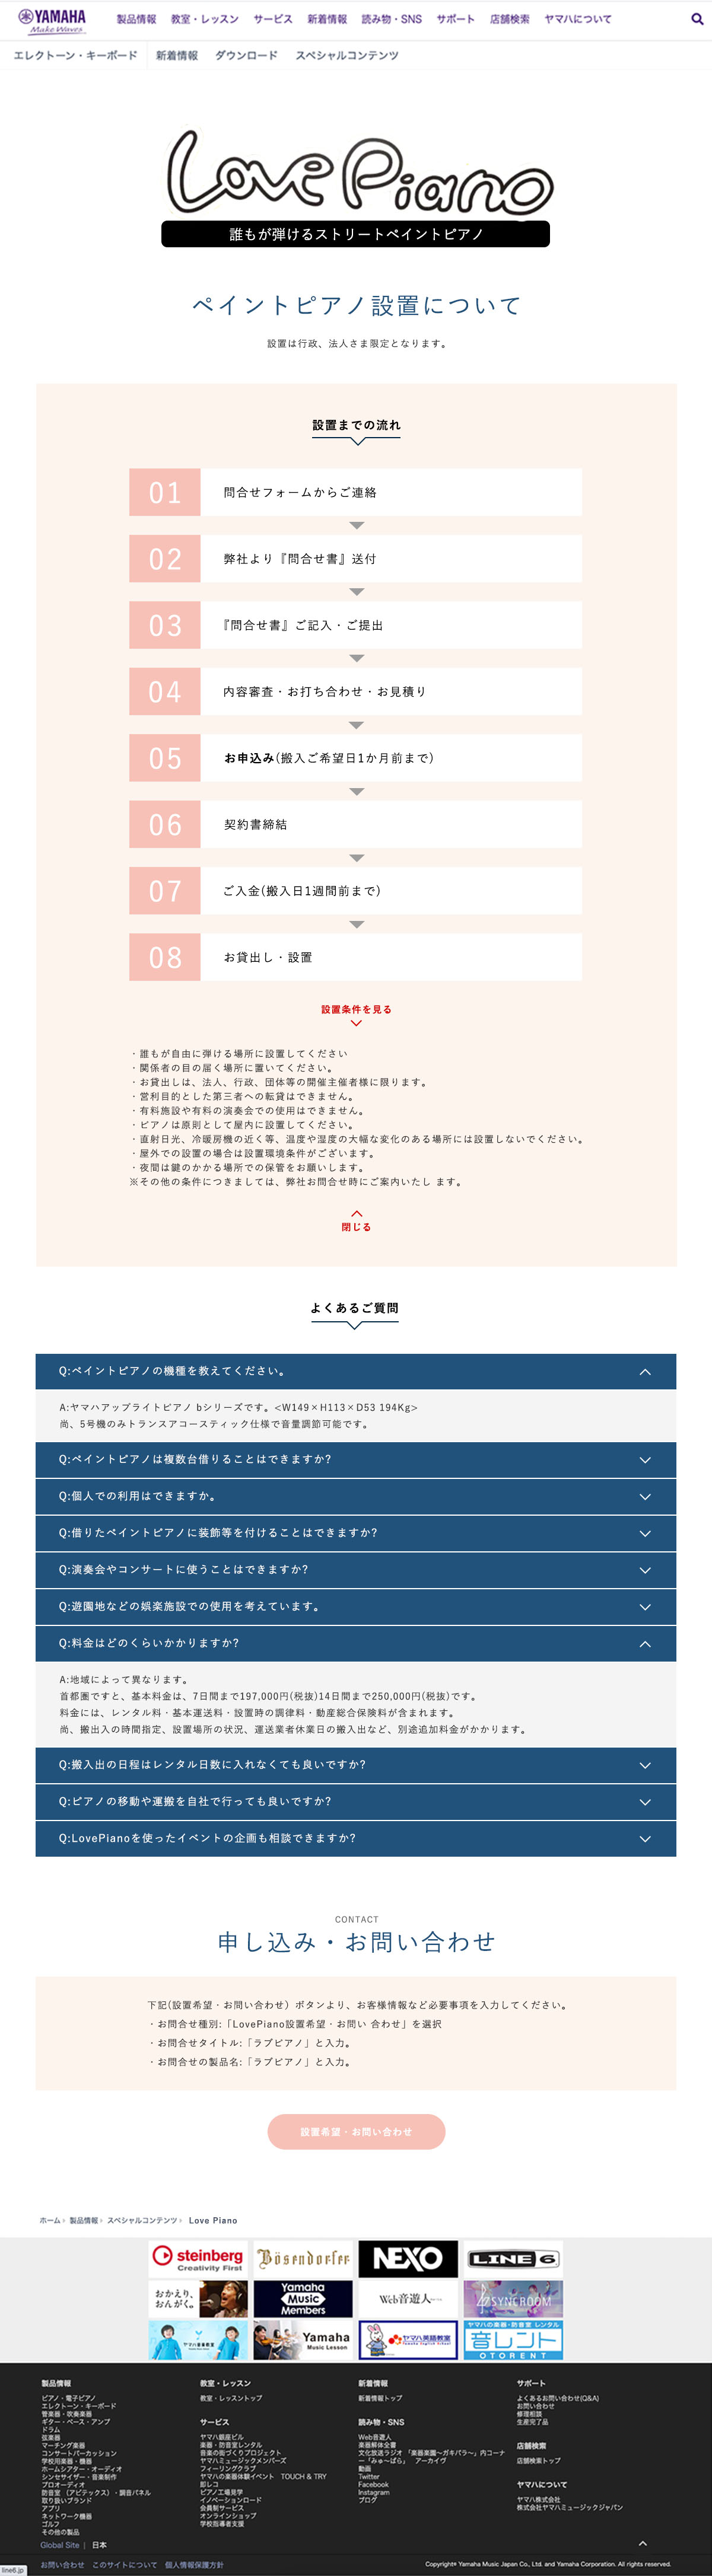 YAMAHA
Make Waves
製品情報 教室・レッスン サービス 新着情報 読み物・SNS サポート 店舗検索 ヤマハについて
エレクトーン・キーボード 新着情報 ダウンロード スペシャルコンテンツ
Love Piano
誰もが弾けるストリートペイントピアノ
ペイントピアノ設置について
設置は行政、法人さま限定となります。
設置までの流れ
01 問合せフォームからご連絡
02 弊社より『問合せ書』送付
03 『問合せ書』ご記入・ご提出
04 内容審査・お打ち合わせ・お見積り
05 お申込み(搬入ご希望日1か月前まで)
06 契約書締結
07 ご入金(搬入日1週間前まで)
08 お貸出し・設置
設置条件を見る
・誰もが自由に弾ける場所に設置してください
・関係者の目の届く場所に置いてください。
・お貸出しは、法人、行政、団体等の開催主催者様に限ります。
・営利目的とした第三者への転貸はできません。
・有料施設や有料の演奏会での使用はできません。
・ピアノは原則として屋内に設置してください。
・直射日光、冷暖房機の近く等、温度や湿度の大幅な変化のある場所には設置しないでください。
・屋外での設置の場合は設置環境条件がございます。
・夜間は鍵のかかる場所での保管をお願いします。
※その他の条件につきましては、弊社お問合せ時にご案内いたし ます。
閉じる
よくあるご質問
Q:ペイントピアノの機種を教えてください。
A:ヤマハアップライトピアノ bシリーズです。<W149×H113×D53 194Kg>
尚、5号機のみトランスアコースティック仕様で音量調節可能です。
Q:ペイントピアノは複数台借りることはできますか?
Q:個人での利用はできますか。
Q:借りたペイントピアノに装飾等を付けることはできますか?
Q:演奏会やコンサートに使うことはできますか?
Q:遊園地などの娯楽施設での使用を考えています。
Q:料金はどのくらいかかりますか?
A:地域によって異なります。
首都圏ですと、基本料金は、7日間まで197,000円(税抜)14日間まで250,000円(税抜)です。
料金には、レンタル料・基本運送料・設置時の調律料・動産総合保険料が含まれます。
尚、搬出入の時間指定、設置場所の状況、運送業者休業日の搬入出など、別途追加料金がかかります。
Q:搬入出の日程はレンタル日数に入れなくても良いですか?
Q:ピアノの移動や運搬を自社で行っても良いですか?
Q:LovePianoを使ったイベントの企画も相談できますか?
CONTACT
申し込み・お問い合わせ
下記(設置希望・お問い合わせ）ボタンより、お客様情報など必要事項を入力してください。
・お問合せ種別:「LovePiano設置希望・お問い 合わせ」を選択
・お問合せタイトル:「ラブピアノ」と入力。
・お問合せの製品名:「ラブピアノ」と入力。
設置希望・お問い合わせ
ホーム › 製品情報 › スペシャルコンテンツ › Love Piano
steinberg
Creativity First
Bösendorfer
NEXO
LINE 6
おかえり、
おんがく。
Yamaha
Music
Members
Web音遊人
SYNCROOM
ヤマハ音楽教室
Yamaha
Music Lesson
ヤマハ英語教室
ヤマハの楽器・防音室 レンタル
音レント
OTORENT
製品情報
ピアノ・電子ピアノ
エレクトーン・キーボード
管楽器・吹奏楽器
ギター・ベース・アンプ
ドラム
弦楽器
マーチング楽器
コンサートパーカッション
学校用楽器・機器
ホームシアター・オーディオ
シンセサイザー・音楽制作
プロオーディオ
防音室 （アビテックス）・調音パネル
取り扱いブランド
アプリ
ネットワーク機器
ゴルフ
その他の製品
教室・レッスン
教室・レッスントップ
サービス
ヤマハ銀座ビル
楽器・防音室レンタル
音楽の街づくりプロジェクト
ヤマハミュージックメンバーズ
フィーリングクラブ
ヤマハの楽器体験イベント TOUCH & TRY
即レコ
ピアノ工場見学
イノベーションロード
会員制サービス
オンラインショップ
学校指導者支援
新着情報
新着情報トップ
読み物・SNS
Web音遊人
楽器解体全書
文化放送ラジオ 「楽器楽園～ガキパラ～」内コーナ
ー「みゅ～ぱら」 アーカイヴ
動画
Twitter
Facebook
Instagram
ブログ
サポート
よくあるお問い合わせ(Q&A)
お問い合わせ
修理相談
生産完了品
店舗検索
店舗検索トップ
ヤマハについて
ヤマハ株式会社
株式会社ヤマハミュージックジャパン
Global Site | 日本
お問い合わせ このサイトについて 個人情報保護方針
Copyright© Yamaha Music Japan Co., Ltd. and Yamaha Corporation. All rights reserved.
line6.jp